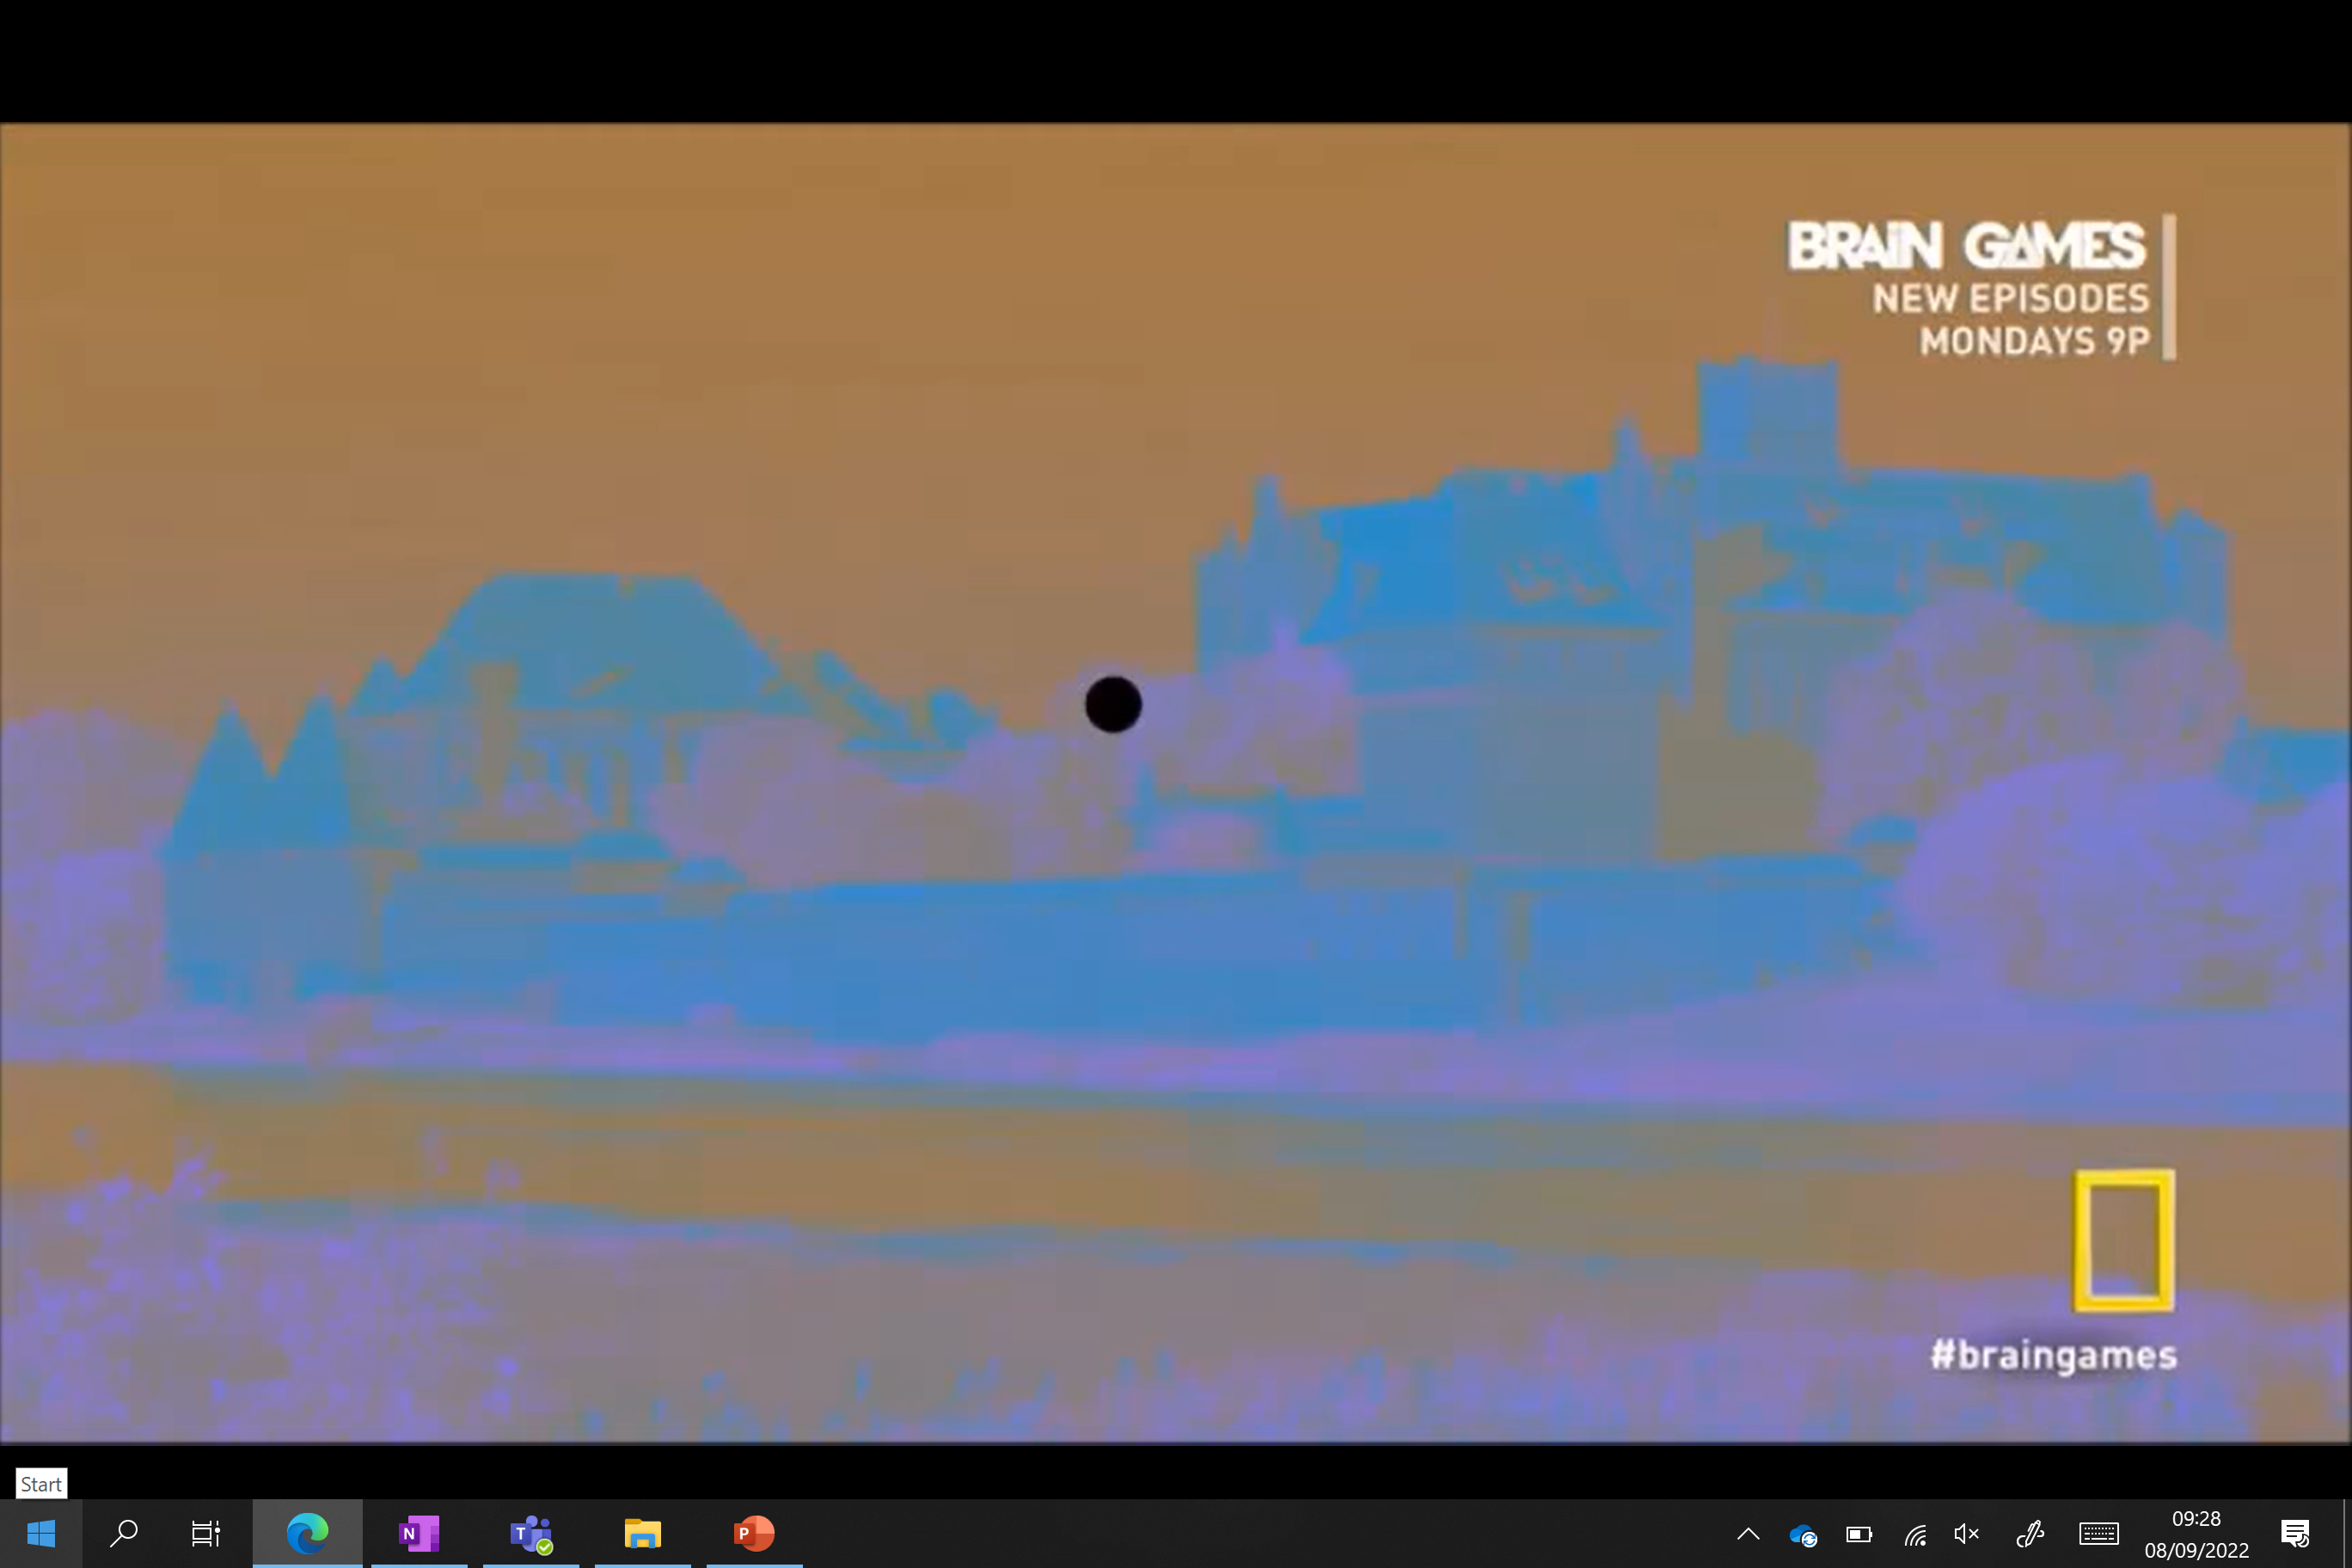 BRAIN GAMES
NEW EPISODES
MONDAYS 9P
#braingames
Start
N
T
P
09:28
08/09/2022